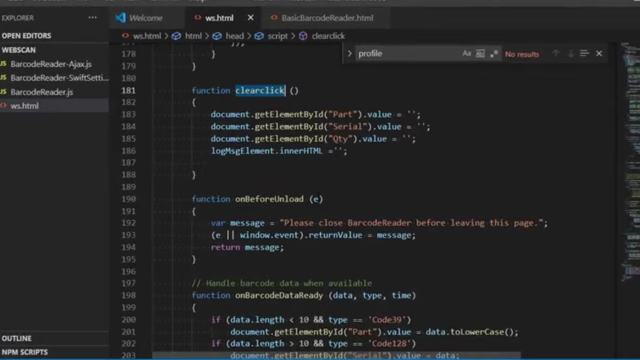 EXPLORER
OPEN EDITORS
WEBSCAN
BarcodeReader-Ajax.js
BarcodeReader-SwiftSetti...
BarcodeReader.js
ws.html
OUTLINE
NPM SCRIPTS
Welcome
ws.html
BasicBarcodeReader.html
ws.html > html > head > script > clearclick
profile
Aa
No results
178 }
179 }
180
181 function clearclick ()
182 {
183 document.getElementById("Part").value = '';
184 document.getElementById("Serial").value = '';
185 document.getElementById("Qty").value = '';
186 logMsgElement.innerHTML ='';
187
188 }
189
190 function onBeforeUnload (e)
191 {
192 var message = "Please close BarcodeReader before leaving this page.";
193 (e || window.event).returnValue = message;
194 return message;
195 }
196
197 // Handle barcode data when available
198 function onBarcodeDataReady (data, type, time)
199 {
200 if (data.length < 10 && type == 'Code39')
201 document.getElementById("Part").value = data.toLowerCase();
202 if (data.length > 10 && type == 'Code128')
203 document.getElementById("Serial").value = data;